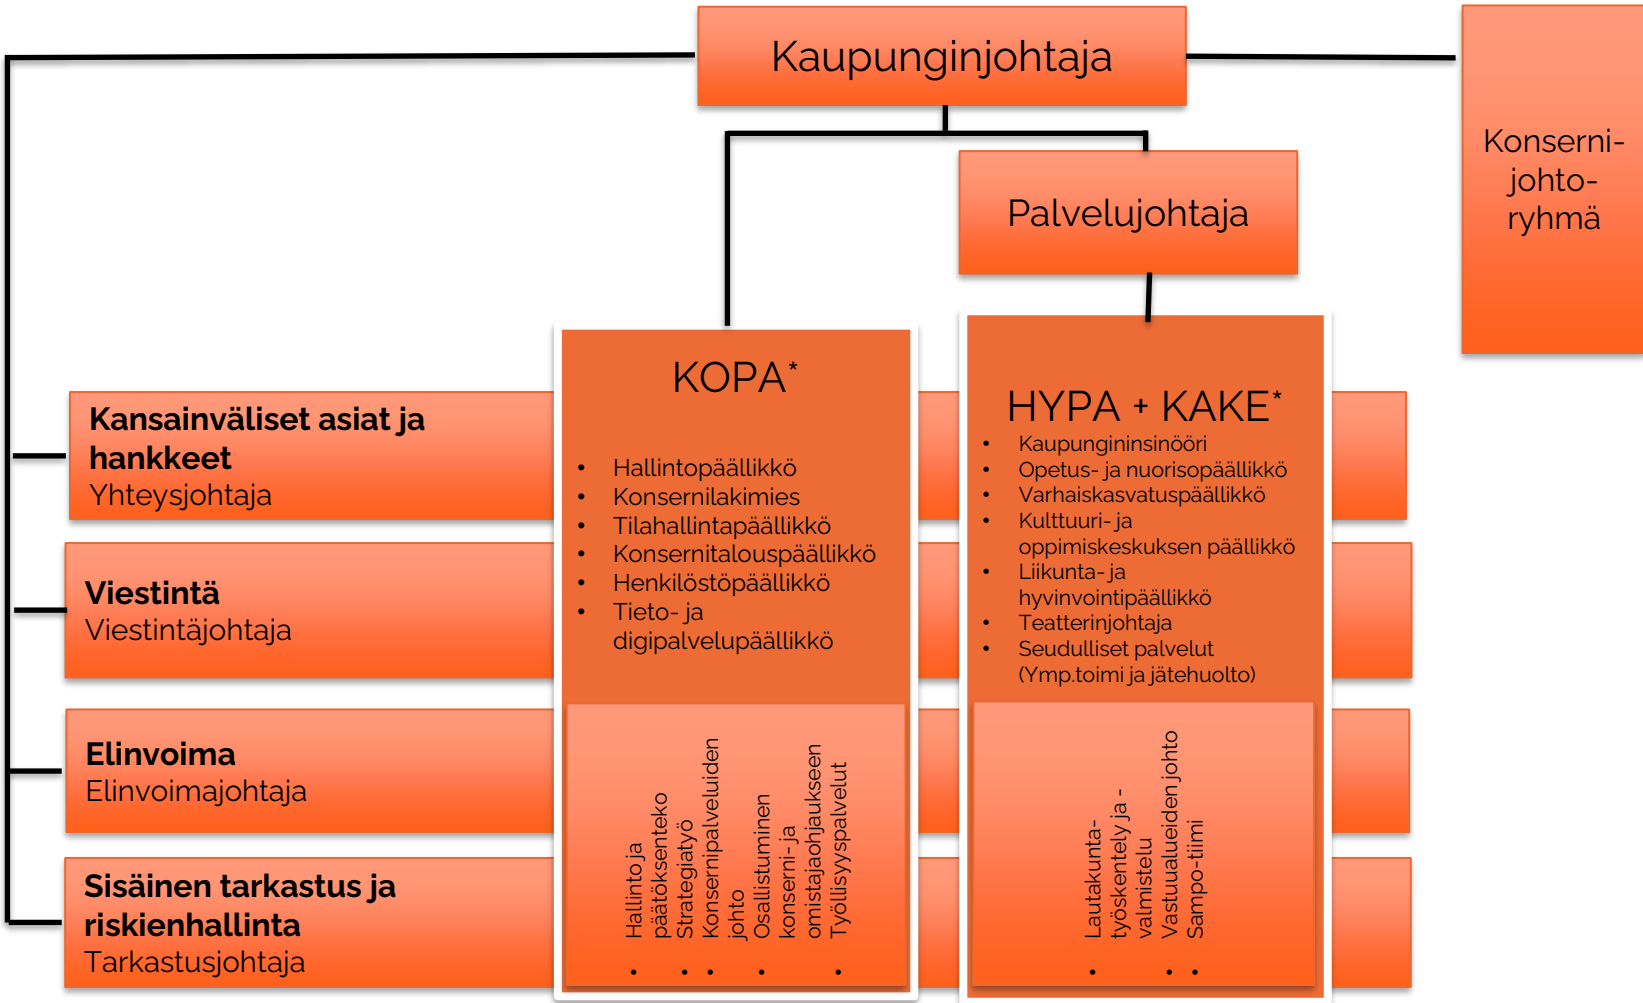 Kaupunginjohtaja
Konserni-
johto-
ryhmä
Palvelujohtaja
Kansainväliset asiat ja
hankkeet
Yhteysjohtaja
Viestintä
Viestintäjohtaja
Elinvoima
Elinvoimajohtaja
Sisäinen tarkastus ja
riskienhallinta
Tarkastusjohtaja
KOPA*
• Hallintopäällikkö
• Konsernilakimies
• Tilahallintapäällikkö
• Konsernitalouspäällikkö
• Henkilöstöpäällikkö
• Tieto- ja
digipalvelupäällikkö
• Hallinto ja
päätöksenteko
• Strategiatyö
• Konsernipalveluiden
johto
• Osallistuminen
konserni- ja
omistajaohjaukseen
• Työllisyyspalvelut
HYPA + KAKE*
• Kaupungininsinööri
• Opetus- ja nuorisopäällikkö
• Varhaiskasvatuspäällikkö
• Kulttuuri- ja
oppimiskeskuksen päällikkö
• Liikunta- ja
hyvinvointipäällikkö
• Teatterinjohtaja
• Seudulliset palvelut
(Ymp.toimi ja jätehuolto)
• Lautakunta-
työskentely ja -
valmistelu
• Vastuualueiden johto
• Sampo-tiimi